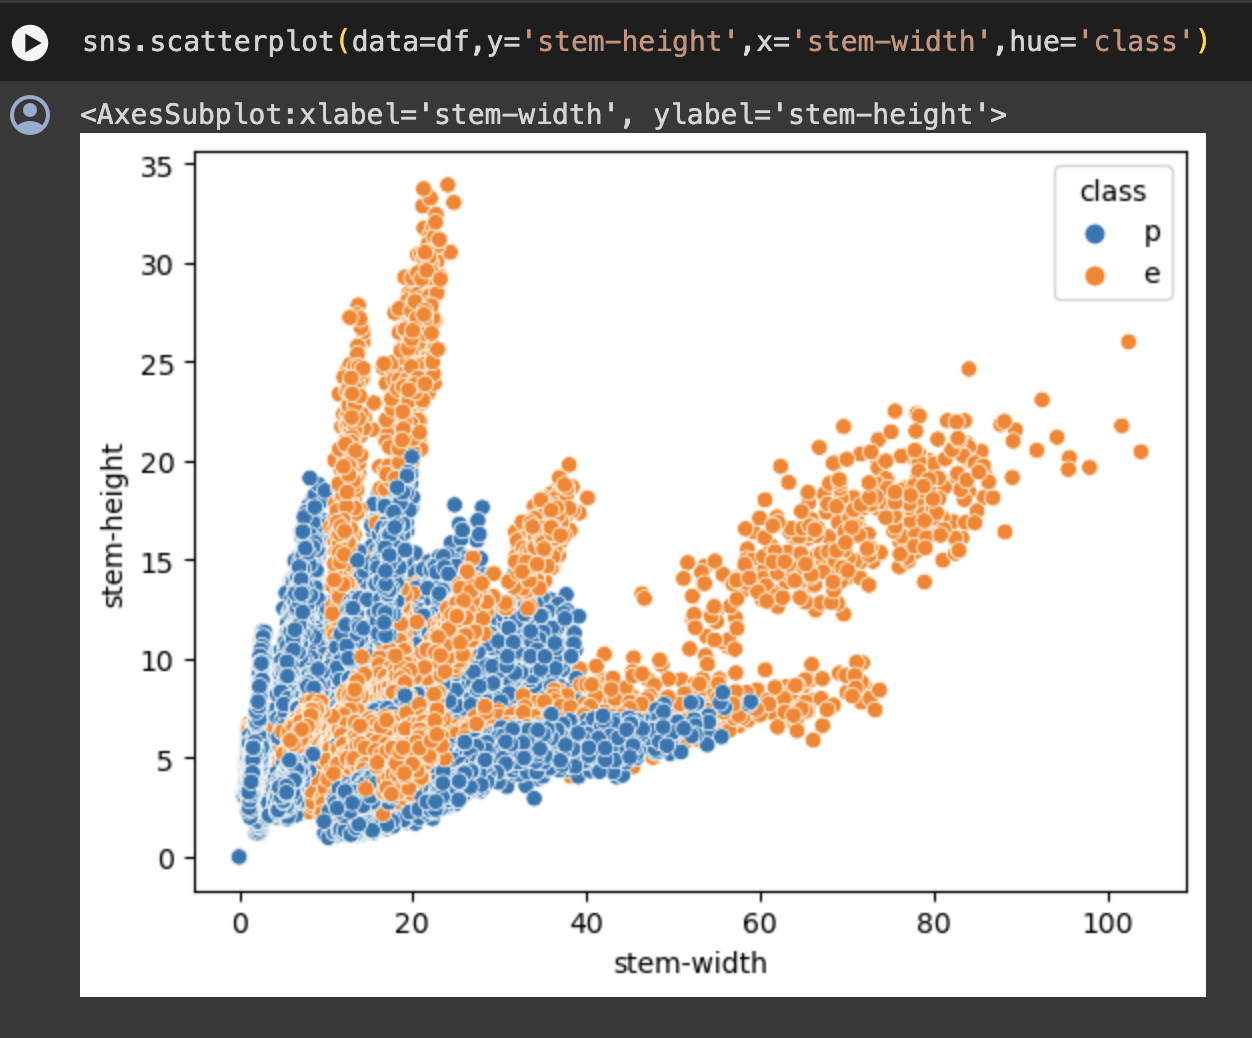 sns.scatterplot(data=df,y='stem-height',x='stem-width',hue='class')
<AxesSubplot:xlabel='stem-width', ylabel='stem-height'>
class
p
e
35
30
25
20
15
10
5
0
stem-height
0 20 40 60 80 100
stem-width